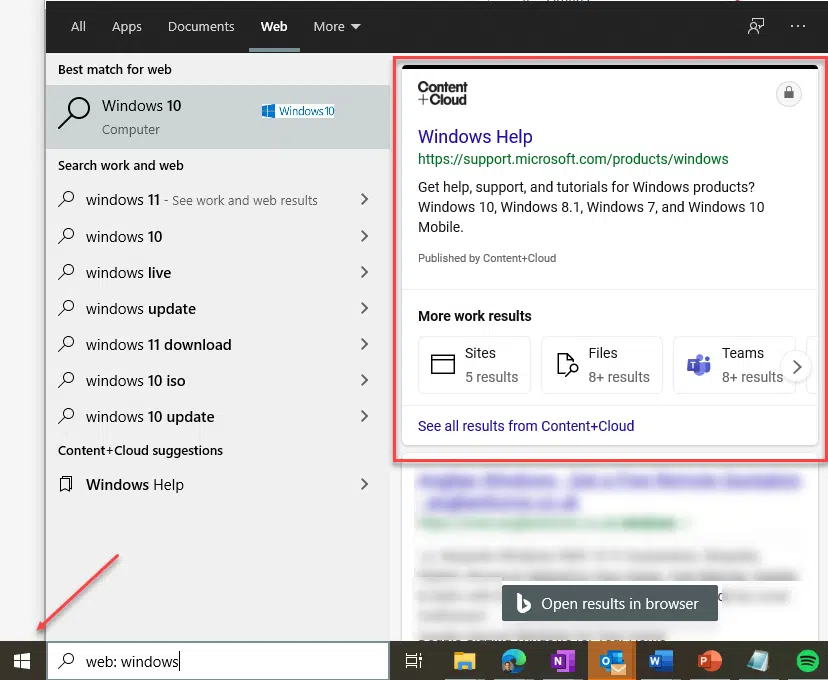 All Apps Documents Web More
Best match for web
Windows 10
Computer
Windows10
Search work and web
windows 11 - See work and web results
windows 10
windows live
windows update
windows 11 download
windows 10 iso
windows 10 update
Content+Cloud suggestions
Windows Help
Content
+Cloud
Windows Help
https://support.microsoft.com/products/windows
Get help, support, and tutorials for Windows products?
Windows 10, Windows 8.1, Windows 7, and Windows 10
Mobile.
Published by Content+Cloud
More work results
Sites
5 results
Files
8+ results
Teams
8+ results
See all results from Content+Cloud
Open results in browser
web: windows